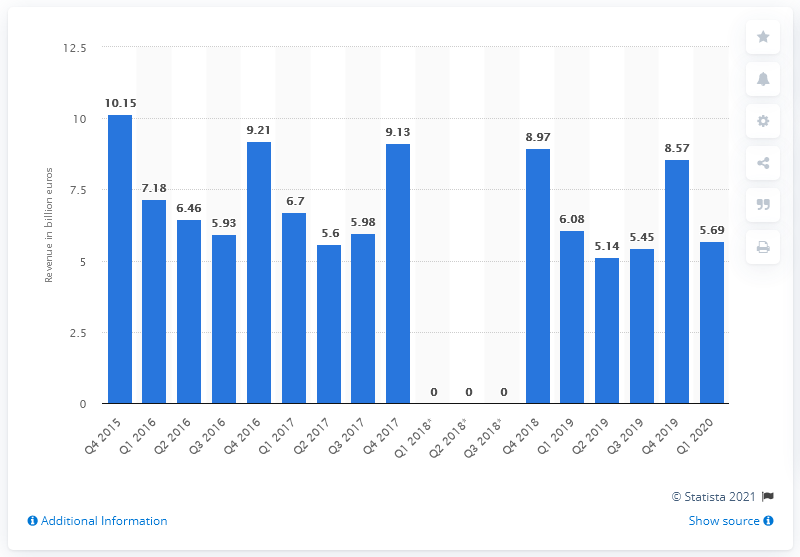 12.5
10
7.5
5
2.5
0
Revenue in billion euros
10.15
7.18
6.46
5.93
9.21
6.7
5.6
5.98
9.13
0
0
0
8.97
6.08
5.14
5.45
8.57
5.69
Q4 2015
Q1 2016
Q2 2016
Q3 2016
Q4 2016
Q1 2017
Q2 2017
Q3 2017
Q4 2017
Q1 2018*
Q2 2018*
Q3 2018*
Q4 2018
Q1 2019
Q2 2019
Q3 2019
Q4 2019
Q1 2020
© Statista 2021
Additional Information
Show source